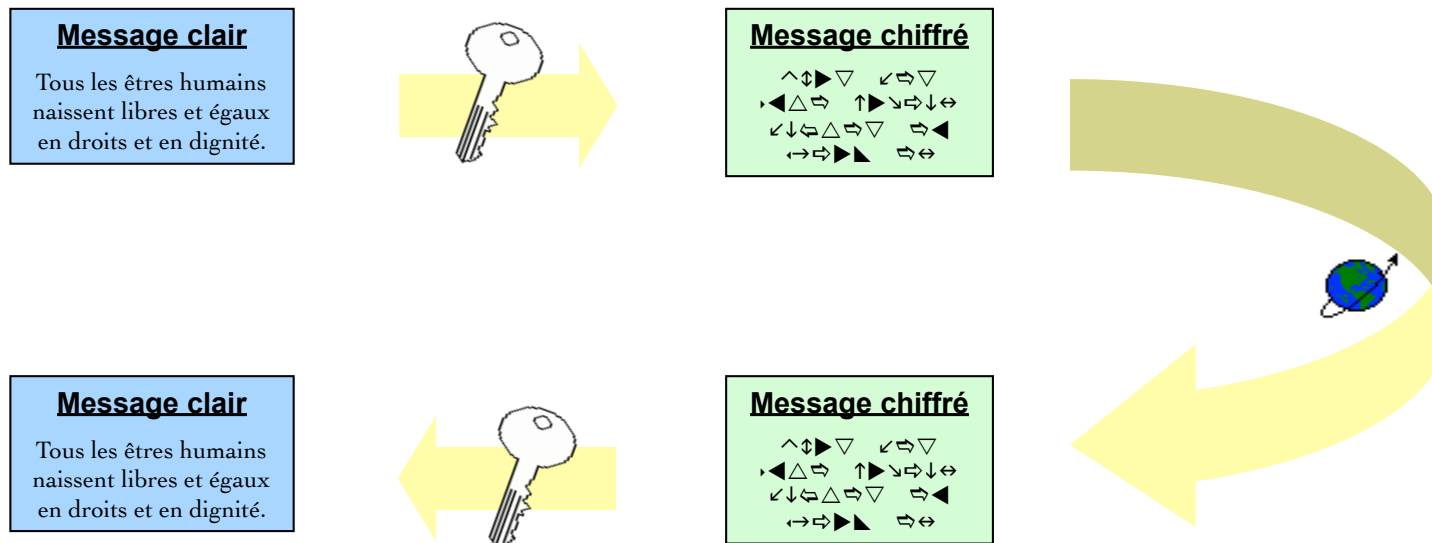 Message clair
Tous les êtres humains
naissent libres et égaux
en droits et en dignité.
Message chiffré
^⇕▶▽ ↙⇨▽
◀△⇨ ↑▶↘⇨↓↔
↙↓⇦△⇨▽ ⇨◀
→⇨▶◣ ⇨↔
Message clair
Tous les êtres humains
naissent libres et égaux
en droits et en dignité.
Message chiffré
^⇕▶▽ ↙⇨▽
◀△⇨ ↑▶↘⇨↓↔
↙↓⇦△⇨▽ ⇨◀
→⇨▶◣ ⇨↔